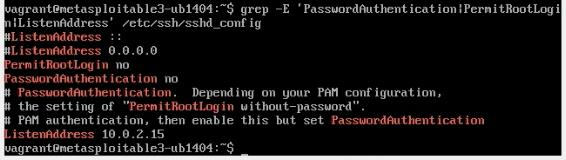 vagrant@metasploitable3-ub1404:~$ grep -E 'PasswordAuthentication|PermitRootLogi
n|ListenAddress' /etc/ssh/sshd_config
#ListenAddress ::
#ListenAddress 0.0.0.0
PermitRootLogin no
PasswordAuthentication no
# PasswordAuthentication.  Depending on your PAM configuration,
# the setting of "PermitRootLogin without-password".
# PAM authentication, then enable this but set PasswordAuthentication
ListenAddress 10.0.2.15
vagrant@metasploitable3-ub1404:~$ _